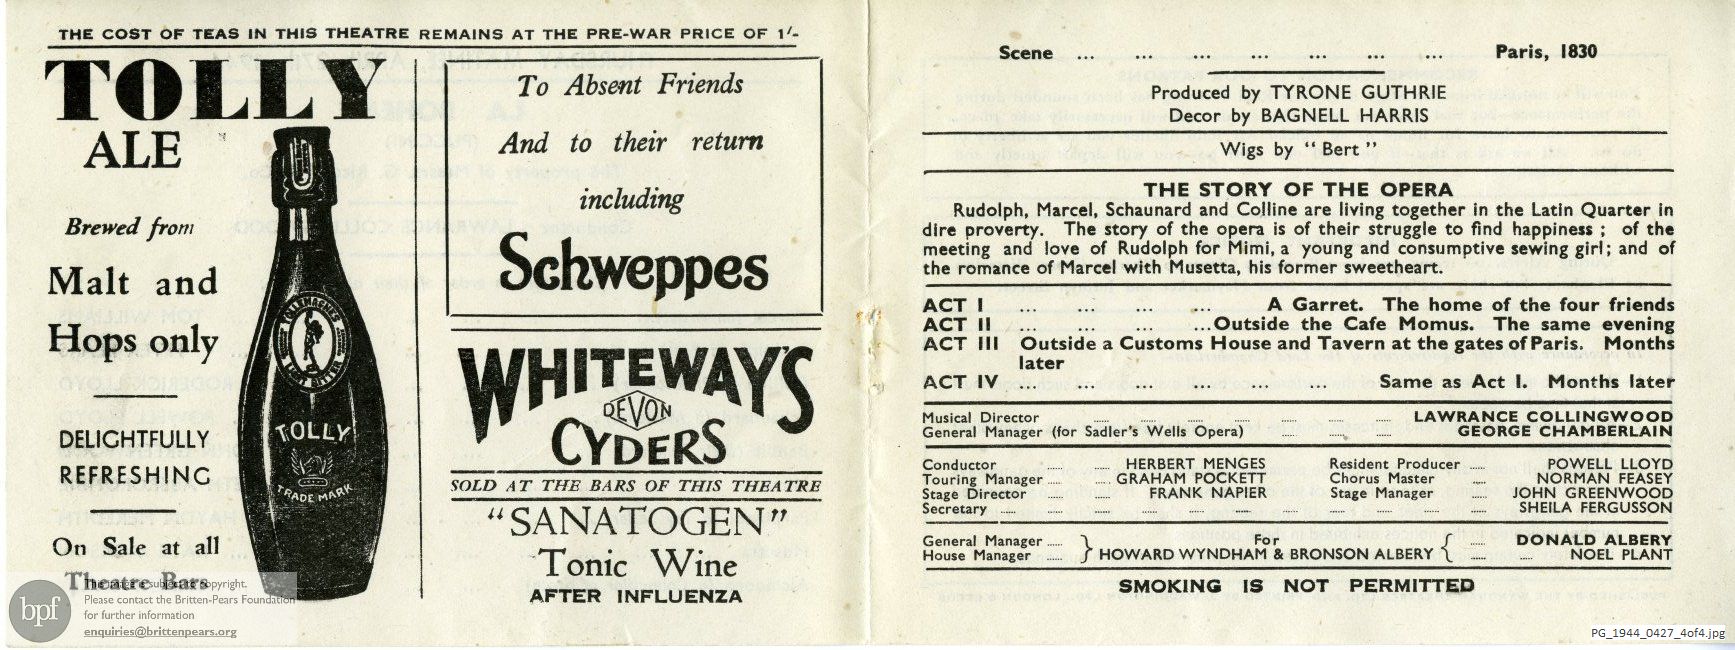 THE COST OF TEAS IN THIS THEATRE REMAINS AT THE PRE-WAR PRICE OF 1/-
TOLLY
ALE
Brewed from
Malt and
Hops only
DELIGHTFULLY
REFRESHING
On Sale at all
Theatre Bars
TOLLEMACHE'S
LIGHT BITTER
TOLLY
TRADE MARK
To Absent Friends
And to their return
including
Schweppes
WHITEWAY'S
DEVON
CYDERS
SOLD AT THE BARS OF THIS THEATRE
"SANATOGEN"
Tonic Wine
AFTER INFLUENZA
Scene ... ... ... ... ... ... Paris, 1830
Produced by TYRONE GUTHRIE
Decor by BAGNELL HARRIS
Wigs by "Bert"
THE STORY OF THE OPERA
Rudolph, Marcel, Schaunard and Colline are living together in the Latin Quarter in
dire proverty. The story of the opera is of their struggle to find happiness; of the
meeting and love of Rudolph for Mimi, a young and consumptive sewing girl; and of
the romance of Marcel with Musetta, his former sweetheart.
ACT I ... ... ... ... A Garret. The home of the four friends
ACT II ... ... ... ...Outside the Cafe Momus. The same evening
ACT III Outside a Customs House and Tavern at the gates of Paris. Months
later
ACT IV... ... ... ... ... Same as Act I. Months later
Musical Director ... ... ... ... ... LAWRANCE COLLINGWOOD
General Manager (for Sadler's Wells Opera) ... ... ... GEORGE CHAMBERLAIN
Conductor ... ... ... HERBERT MENGES Resident Producer ... POWELL LLOYD
Touring Manager ... ... GRAHAM POCKETT Chorus Master ... ... NORMAN FEASEY
Stage Director ... ... FRANK NAPIER Stage Manager ... JOHN GREENWOOD
Secretary ... ... ... ... ... ... ... ... ... SHEILA FERGUSSON
General Manager ... } For { ... DONALD ALBERY
House Manager ... } HOWARD WYNDHAM & BRONSON ALBERY { ... NOEL PLANT
SMOKING IS NOT PERMITTED
bpf
This image is subject to copyright.
Please contact the Britten-Pears Foundation
for further information
enquiries@brittenpears.org
PG_1944_0427_4of4.jpg